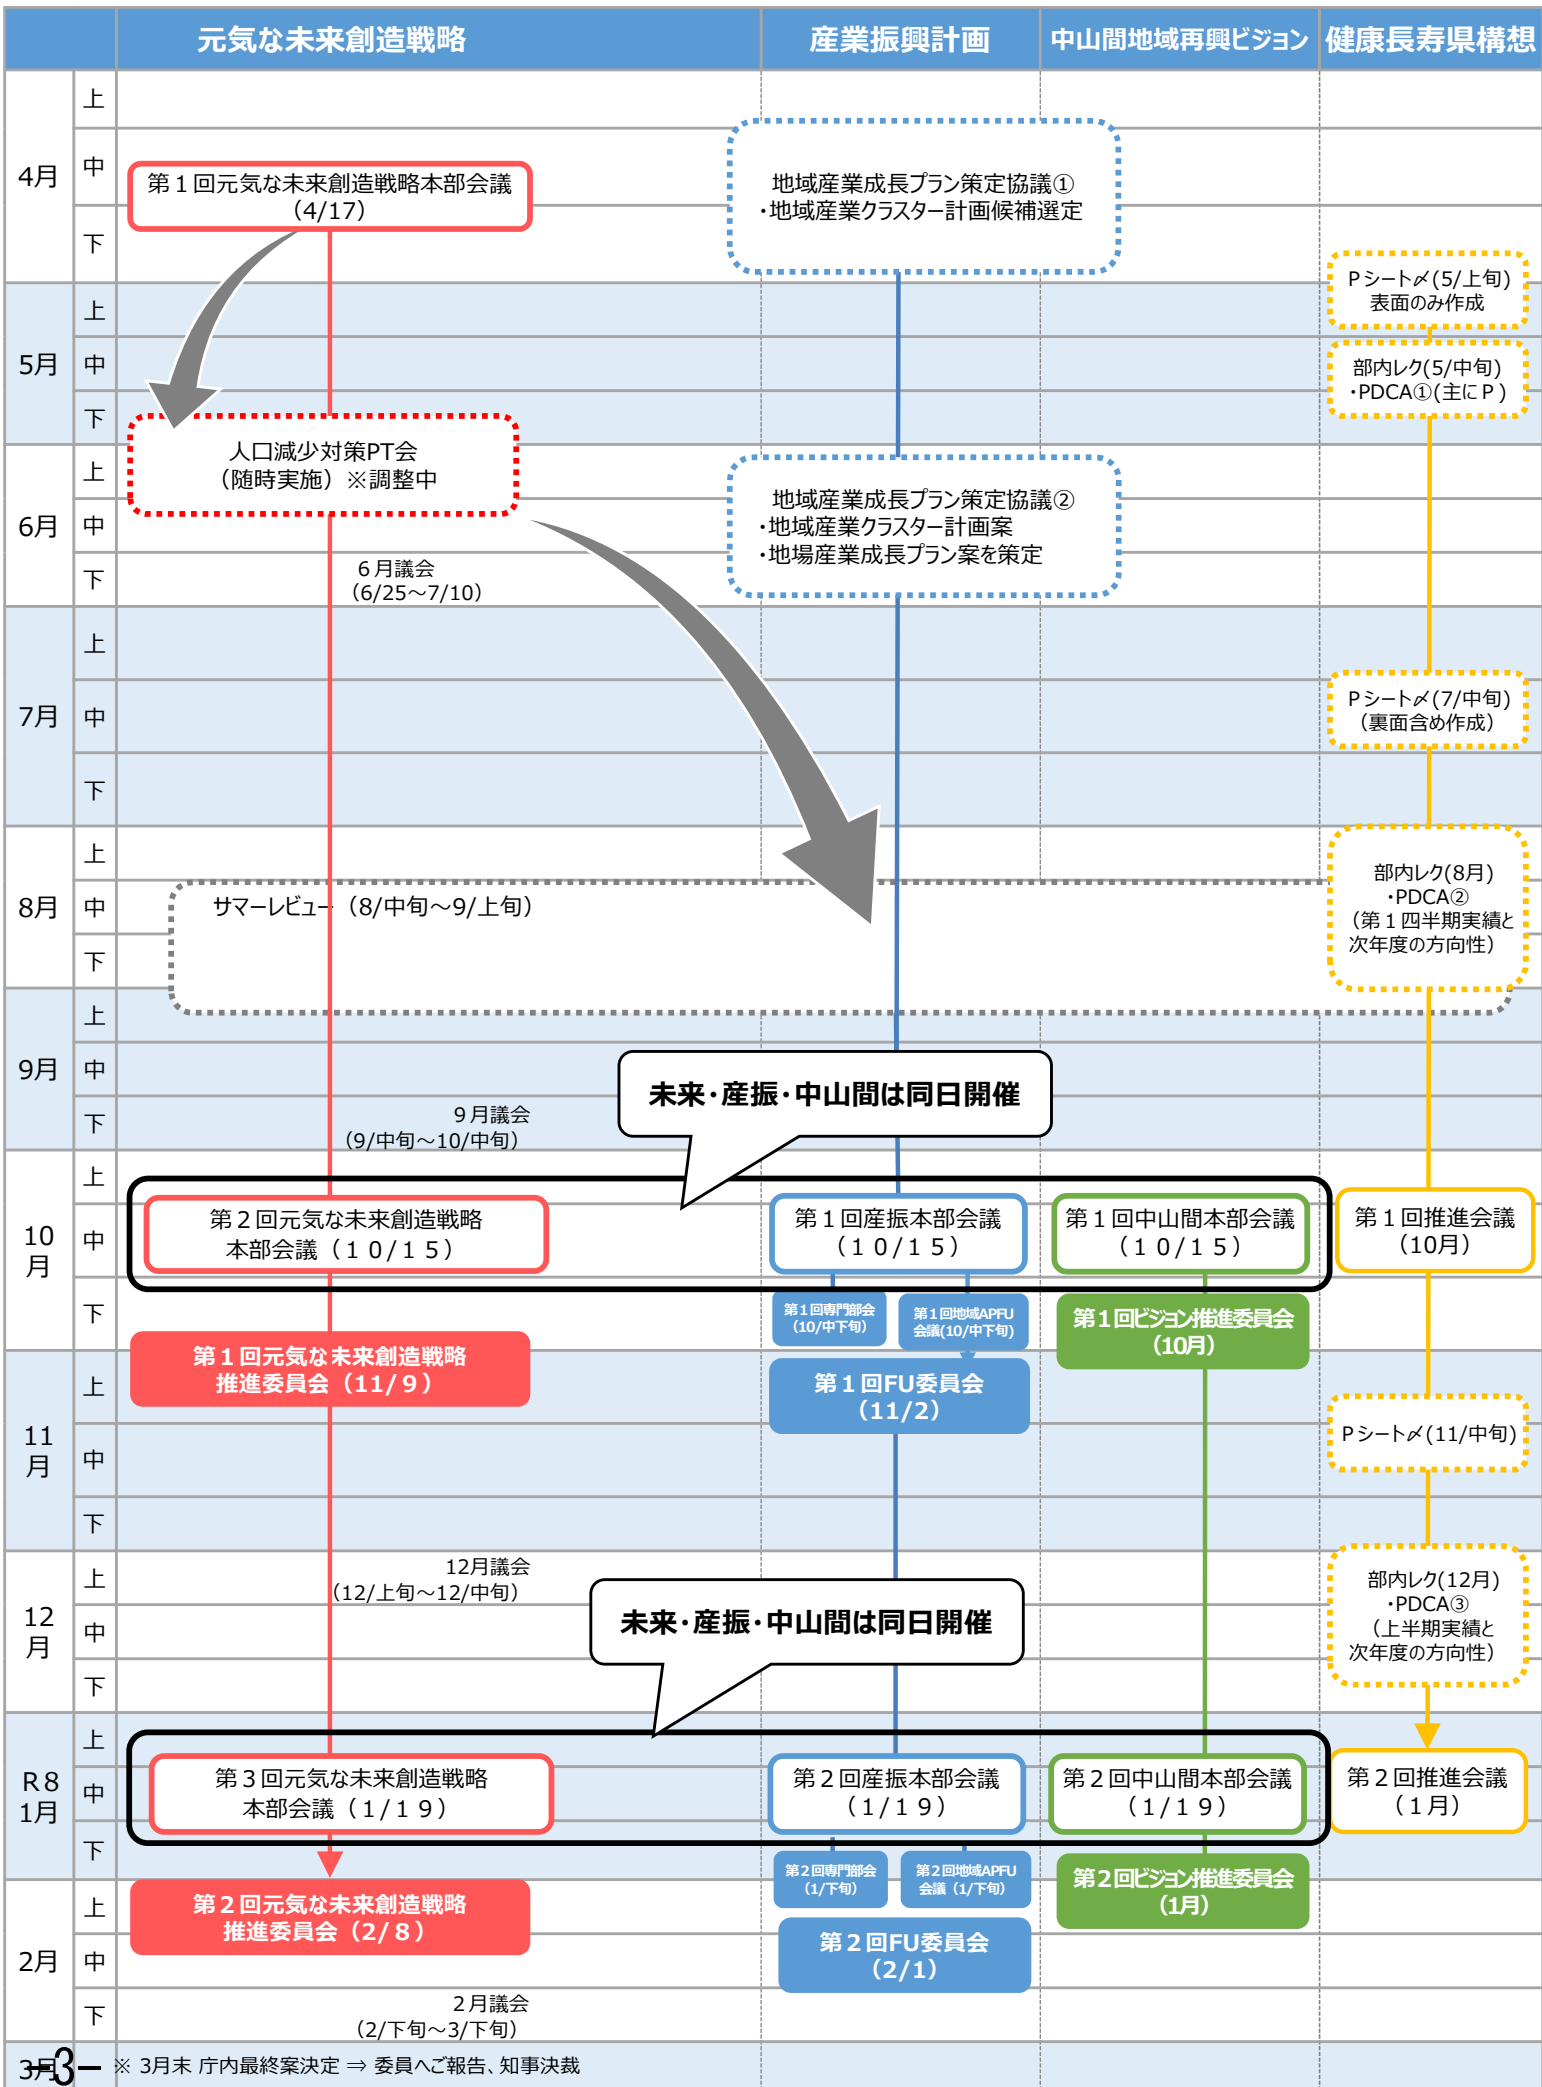 元気な未来創造戦略
産業振興計画
中山間地域再興ビジョン
健康長寿県構想
4月
上
中
下
第１回元気な未来創造戦略本部会議
（4/17）
地域産業成長プラン策定協議①
・地域産業クラスター計画候補選定
Ｐシート〆(5/上旬)
表面のみ作成
5月
上
中
下
部内レク(5/中旬)
・PDCA①(主にＰ)
人口減少対策PT会
（随時実施）※調整中
6月
上
中
下
地域産業成長プラン策定協議②
・地域産業クラスター計画案
・地場産業成長プラン案を策定
６月議会
（6/25～7/10）
7月
上
中
下
Ｐシート〆(7/中旬)
（裏面含め作成）
8月
上
中
下
部内レク(8月)
・PDCA②
（第１四半期実績と
次年度の方向性）
サマーレビュー（8/中旬～9/上旬）
9月
上
中
下
未来・産振・中山間は同日開催
９月議会
（9/中旬～10/中旬）
10
月
上
中
下
第２回元気な未来創造戦略
本部会議（１０/１５）
第１回産振本部会議
（１０/１５）
第１回中山間本部会議
（１０/１５）
第１回推進会議
（10月）
第１回専門部会
（10/中下旬）
第１回地域APFU
会議(10/中下旬)
第１回ビジョン推進委員会
（10月）
第１回元気な未来創造戦略
推進委員会（11/９）
11
月
上
中
下
第１回FU委員会
（11/2）
Ｐシート〆(11/中旬)
12
月
上
中
下
12月議会
（12/上旬～12/中旬）
部内レク(12月)
・PDCA③
（上半期実績と
次年度の方向性）
未来・産振・中山間は同日開催
Ｒ８
1月
上
中
下
第３回元気な未来創造戦略
本部会議（１/１９）
第２回産振本部会議
（１/１９）
第２回中山間本部会議
（１/１９）
第２回推進会議
（１月）
第２回専門部会
（1/下旬）
第２回地域APFU
会議（1/下旬）
第２回ビジョン推進委員会
（1月）
第２回元気な未来創造戦略
推進委員会（2/８）
2月
上
中
下
第２回FU委員会
（2/1）
２月議会
（2/下旬～3/下旬）
3月
-3-
※ 3月末 庁内最終案決定 ⇒ 委員へご報告、知事決裁